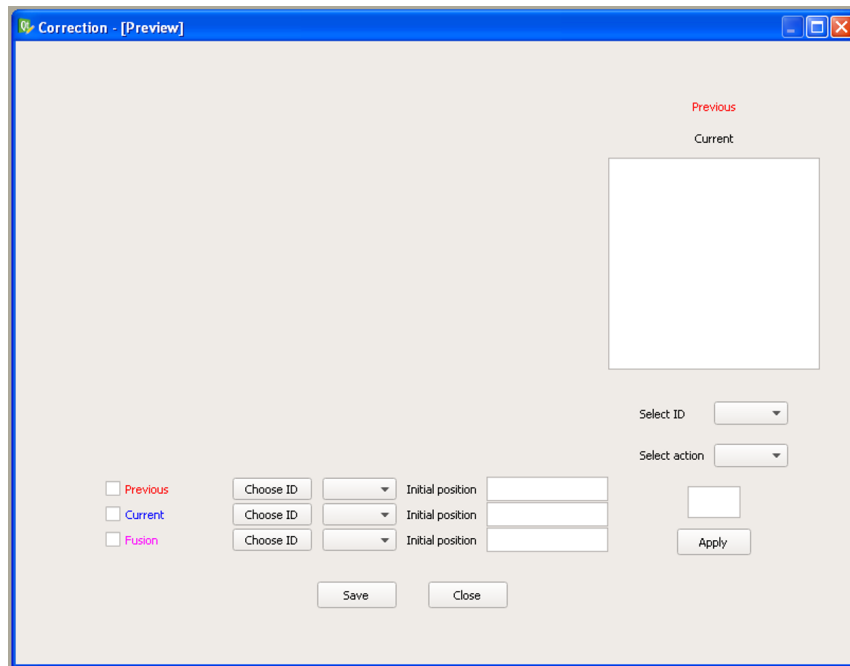 Correction - [Preview]
Previous
Current
Select ID
Select action
Previous Choose ID Initial position
Current Choose ID Initial position
Fusion Choose ID Initial position
Apply
Save Close